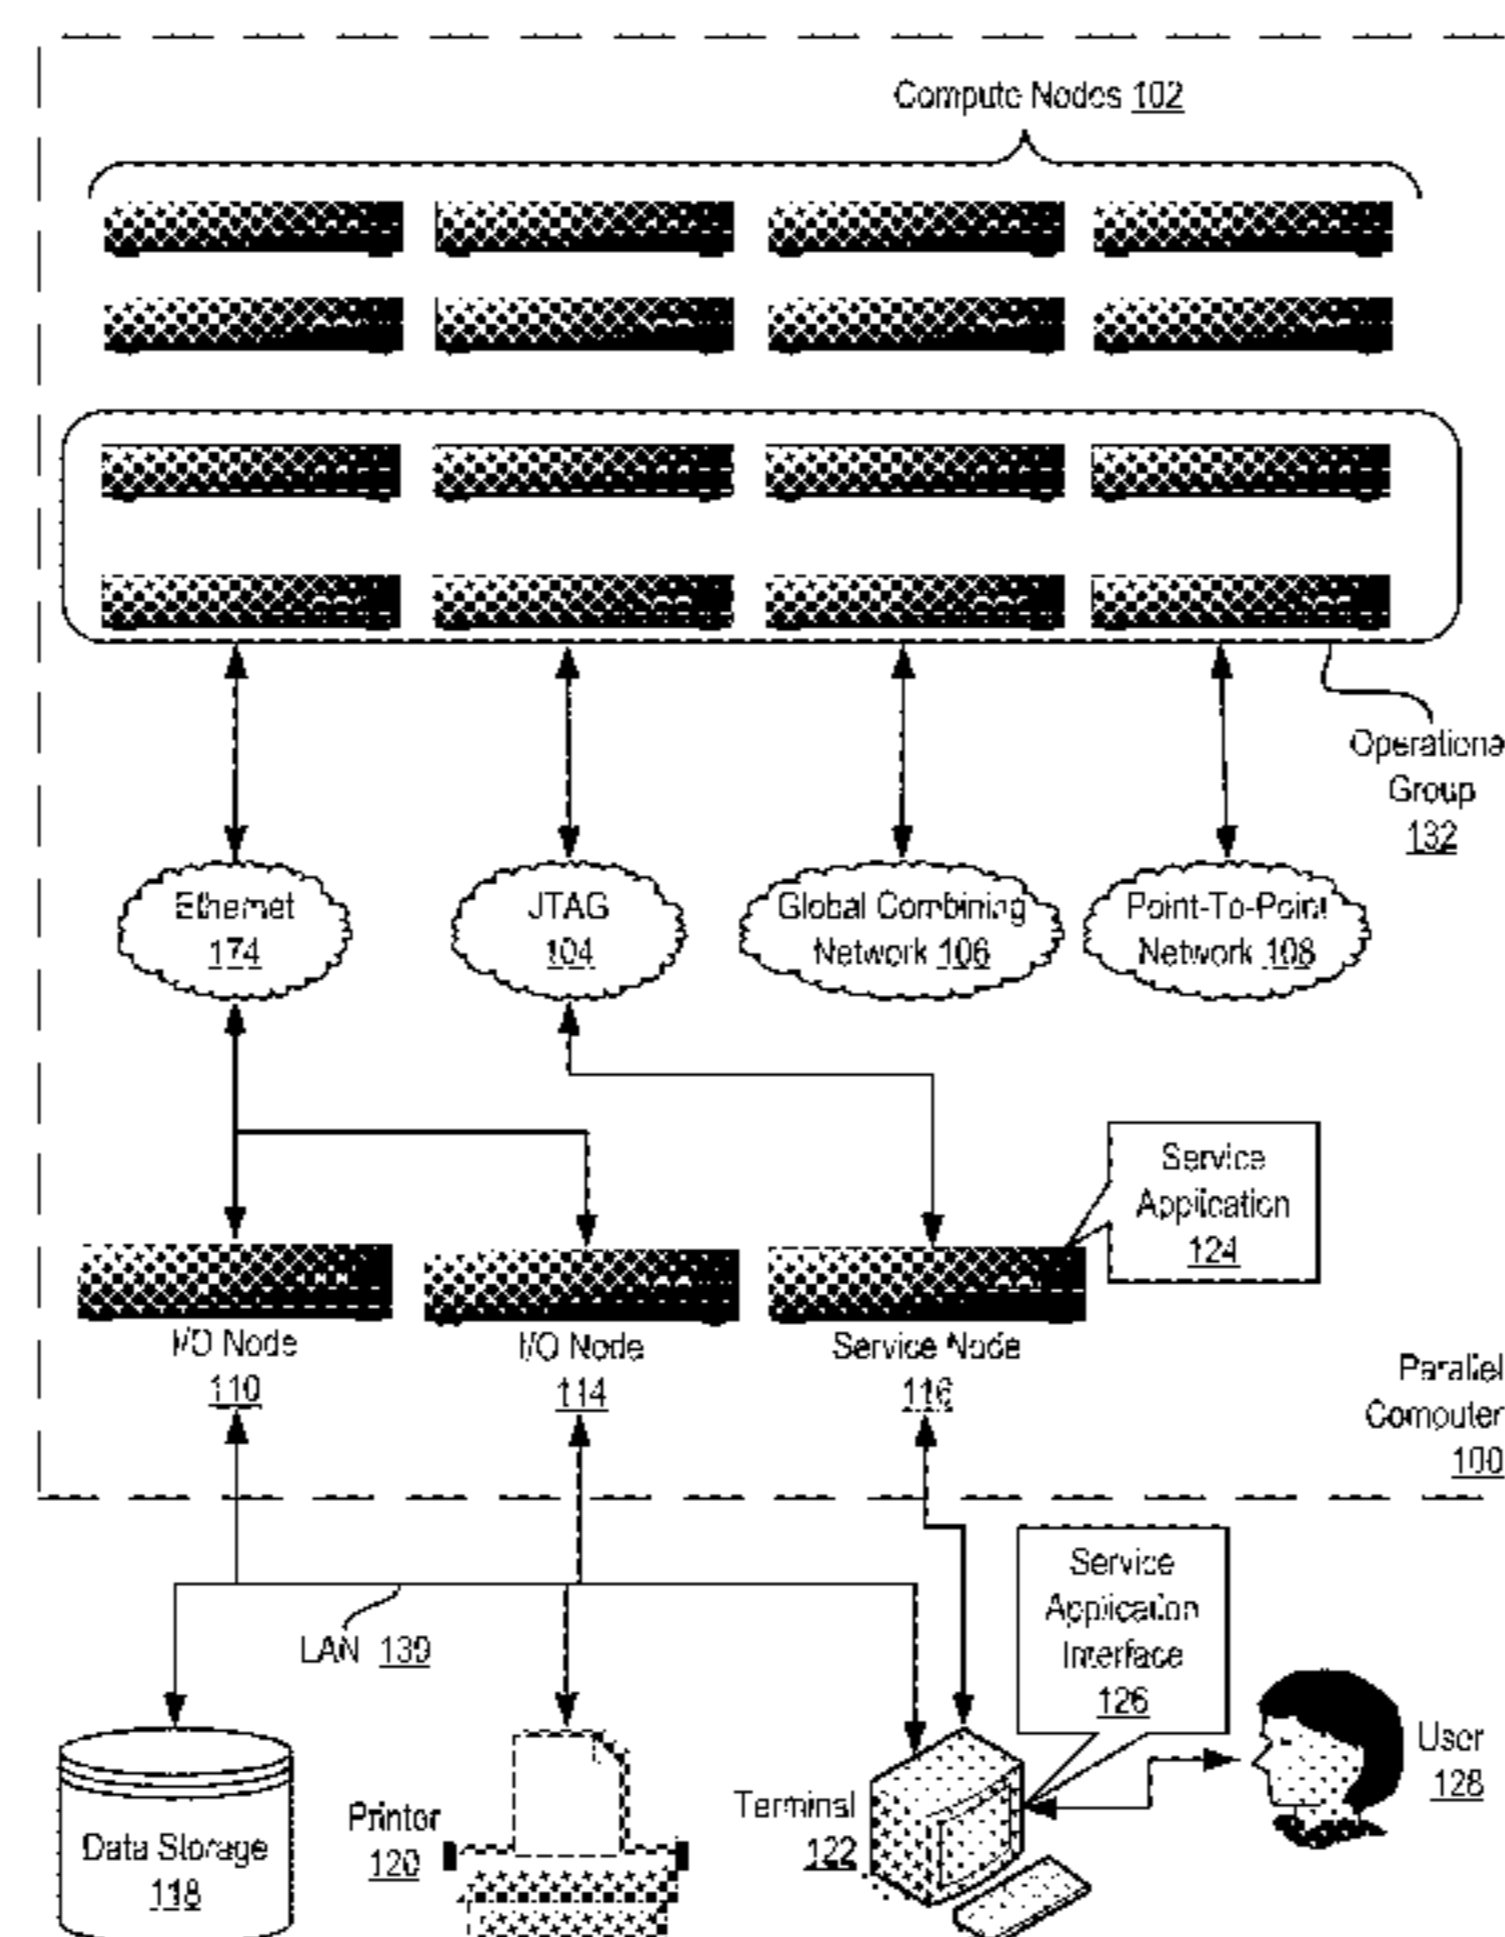 Compute Nodes 102
Operationa
Group
132
Ethernet
174
JTAG
104
Global Combining
Network 106
Point-To-Point
Network 108
Service
Application
124
I/O Node
110
I/O Node
114
Service Node
116
Parallel
Computer
100
Service
Application
Interface
126
LAN 130
User
128
Printer
120
Terminal
122
Data Storage
118